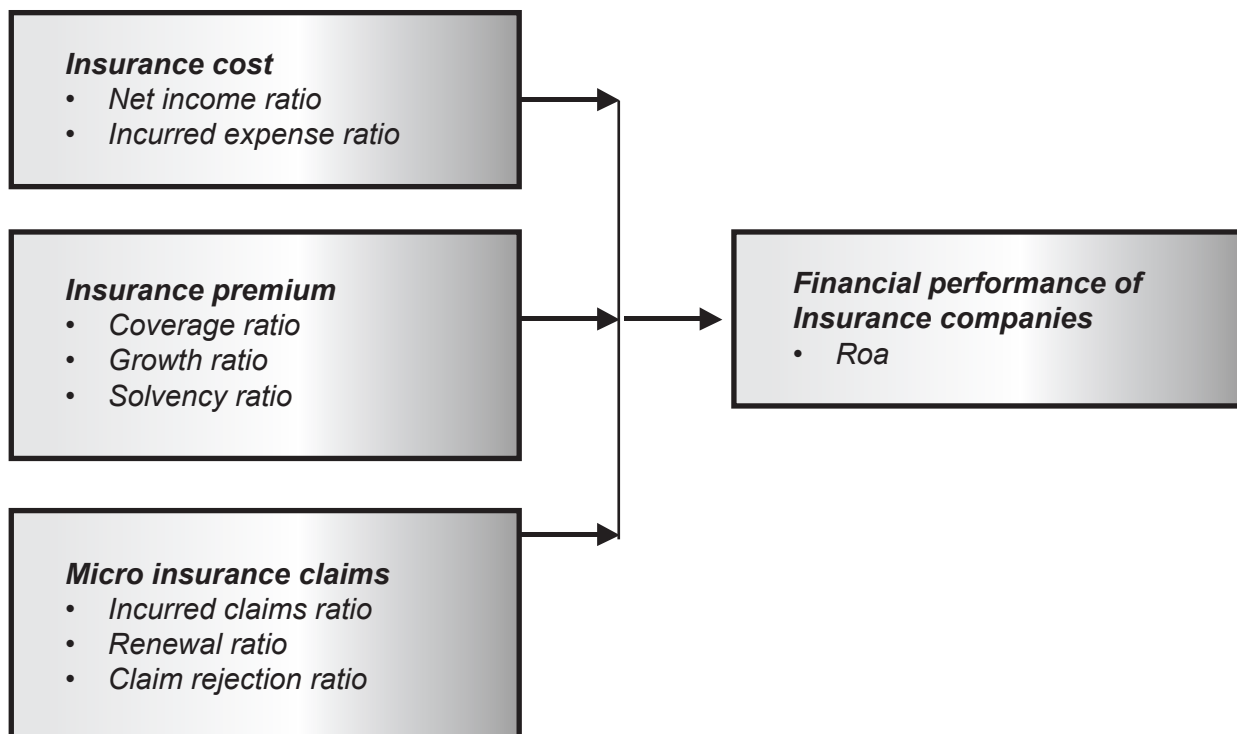 Insurance cost
• Net income ratio
• Incurred expense ratio
Insurance premium
• Coverage ratio
• Growth ratio
• Solvency ratio
Financial performance of
Insurance companies
• Roa
Micro insurance claims
• Incurred claims ratio
• Renewal ratio
• Claim rejection ratio